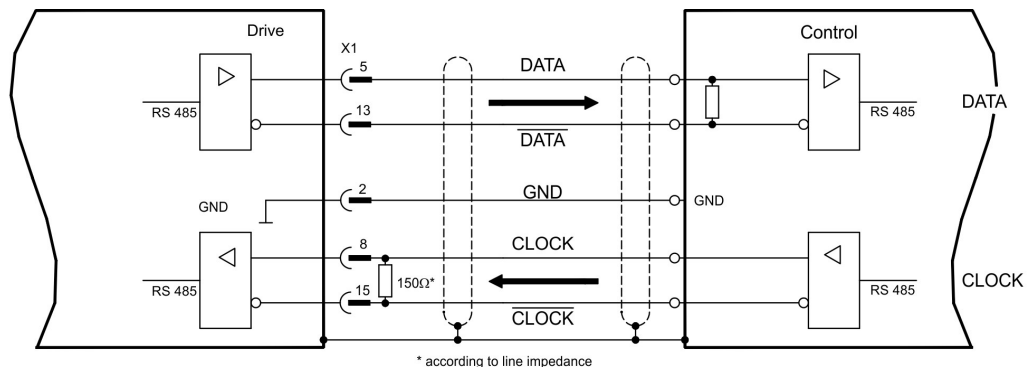 Drive
Control
X1
5
DATA
RS 485
RS 485
DATA
13
DATA
2
GND
GND
GND
8
CLOCK
RS 485
150Ω*
RS 485
CLOCK
15
CLOCK
* according to line impedance